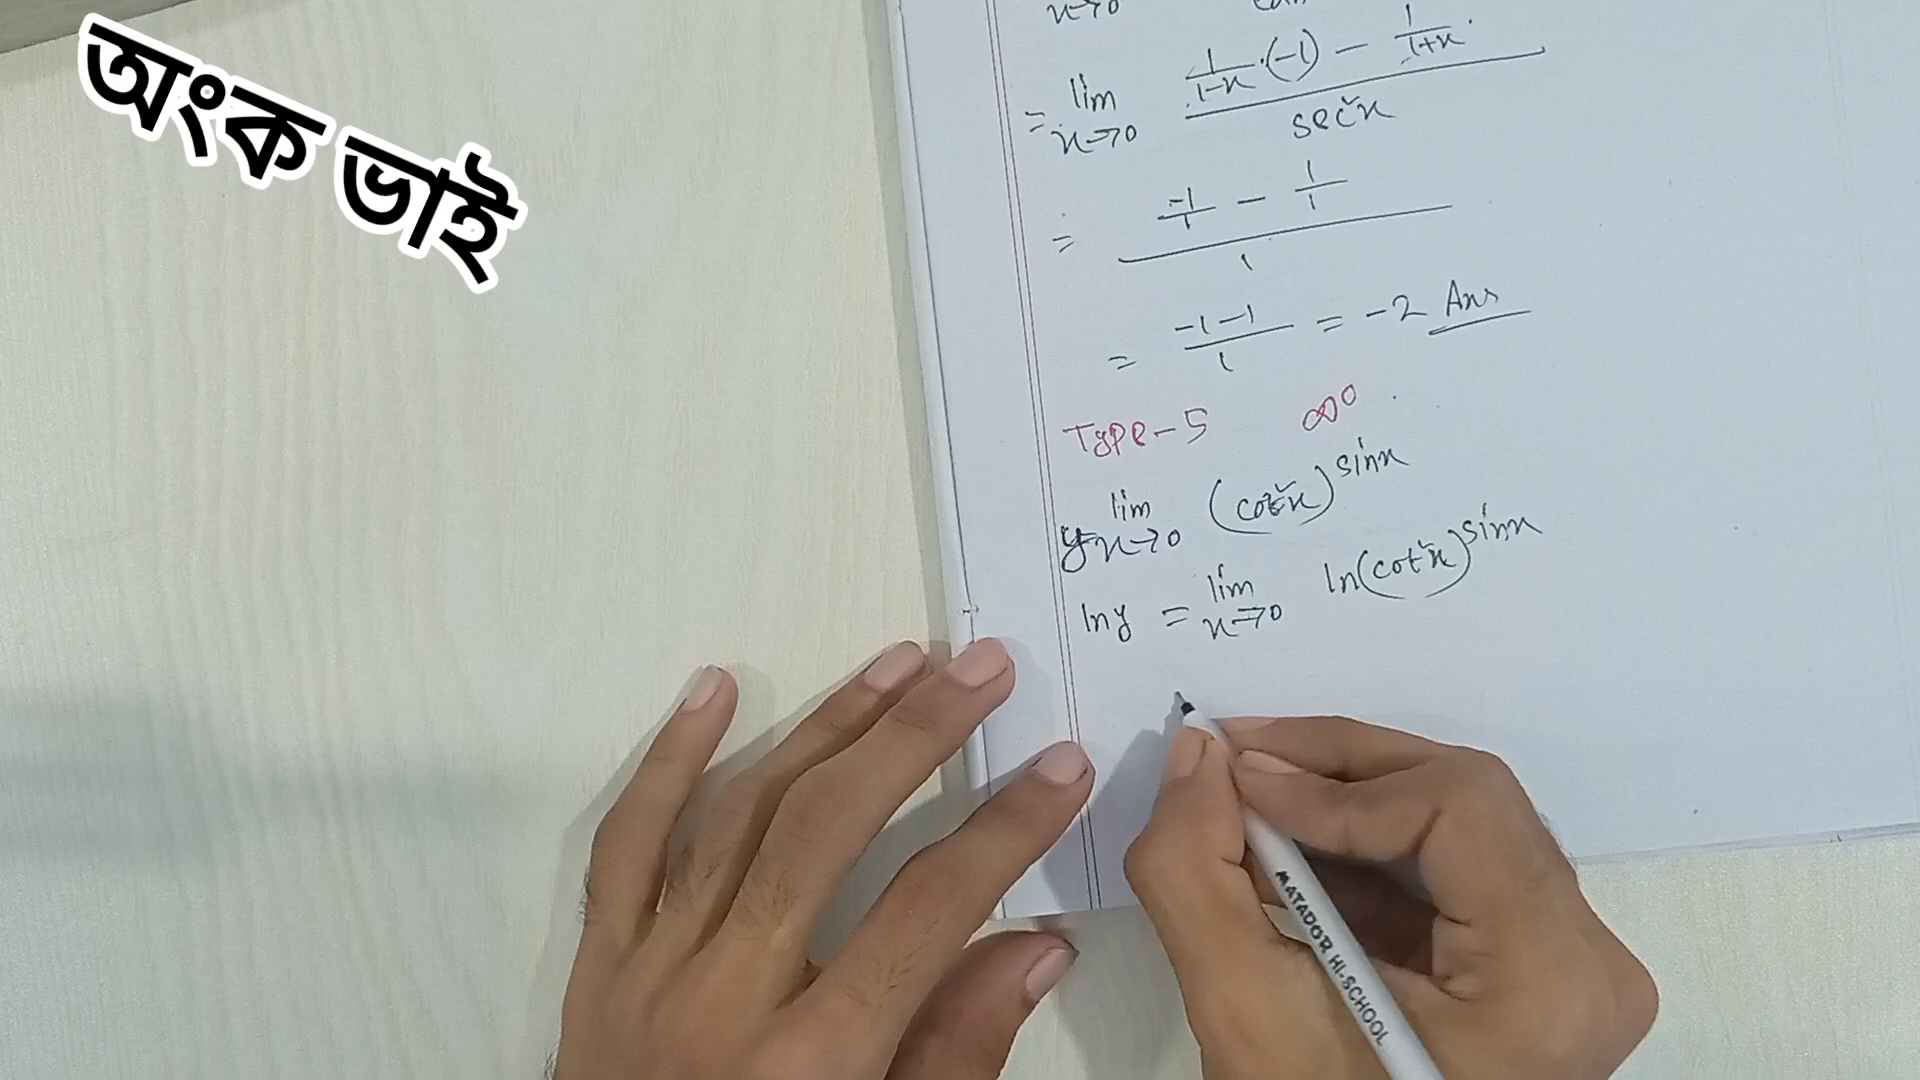 অংক ভাই
x→0
= lim x→0 (1/(1-x) · (-1) - 1/(1+x)) / sec²x
= (-1/1 - 1/1) / 1
= (-1-1)/1 = -2 Ans
Type-5 ∞⁰
y= lim x→0 (cot²x)^sinx
lny = lim x→0 ln(cot²x)^sinx
MATADOR HI-SCHOOL